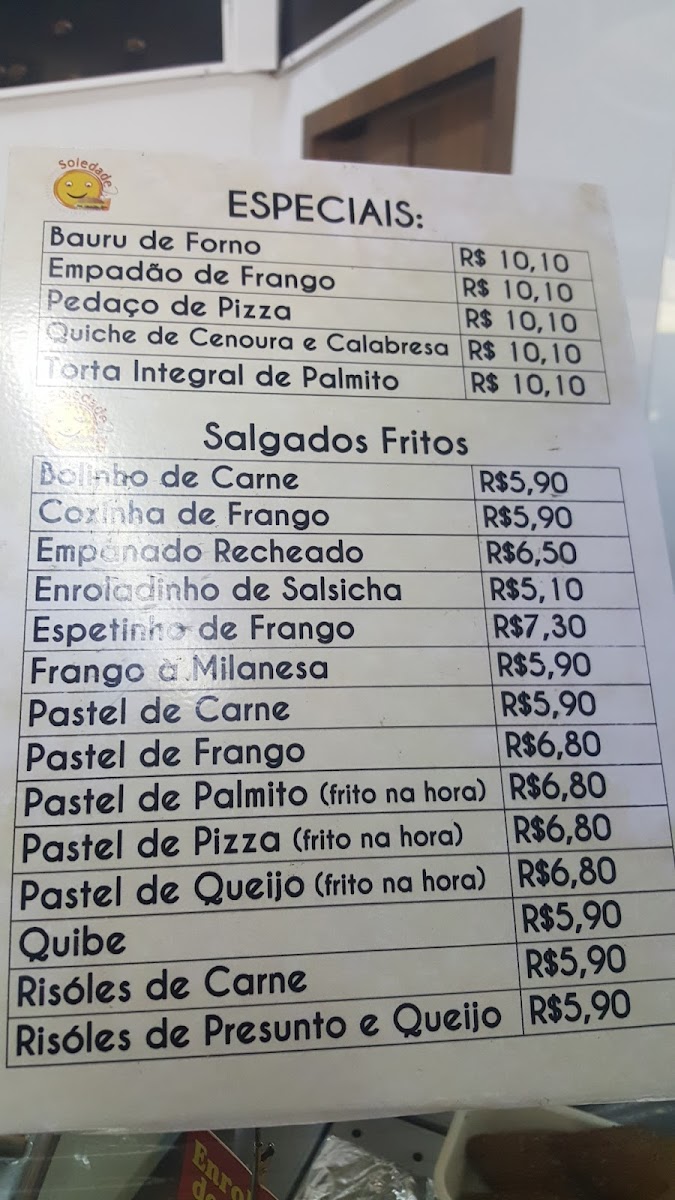 Soledade
ESPECIAIS:
Bauru de Forno R$ 10,10
Empadão de Frango R$ 10,10
Pedaço de Pizza R$ 10,10
Quiche de Cenoura e Calabresa R$ 10,10
Torta Integral de Palmito R$ 10,10
Soledade
Salgados Fritos
Bolinho de Carne R$5,90
Coxinha de Frango R$5,90
Empanado Recheado R$6,50
Enroladinho de Salsicha R$5,10
Espetinho de Frango R$7,30
Frango à Milanesa R$5,90
Pastel de Carne R$5,90
Pastel de Frango R$6,80
Pastel de Palmito (frito na hora) R$6,80
Pastel de Pizza (frito na hora) R$6,80
Pastel de Queijo (frito na hora) R$6,80
Quibe R$5,90
Risóles de Carne R$5,90
Risóles de Presunto e Queijo R$5,90